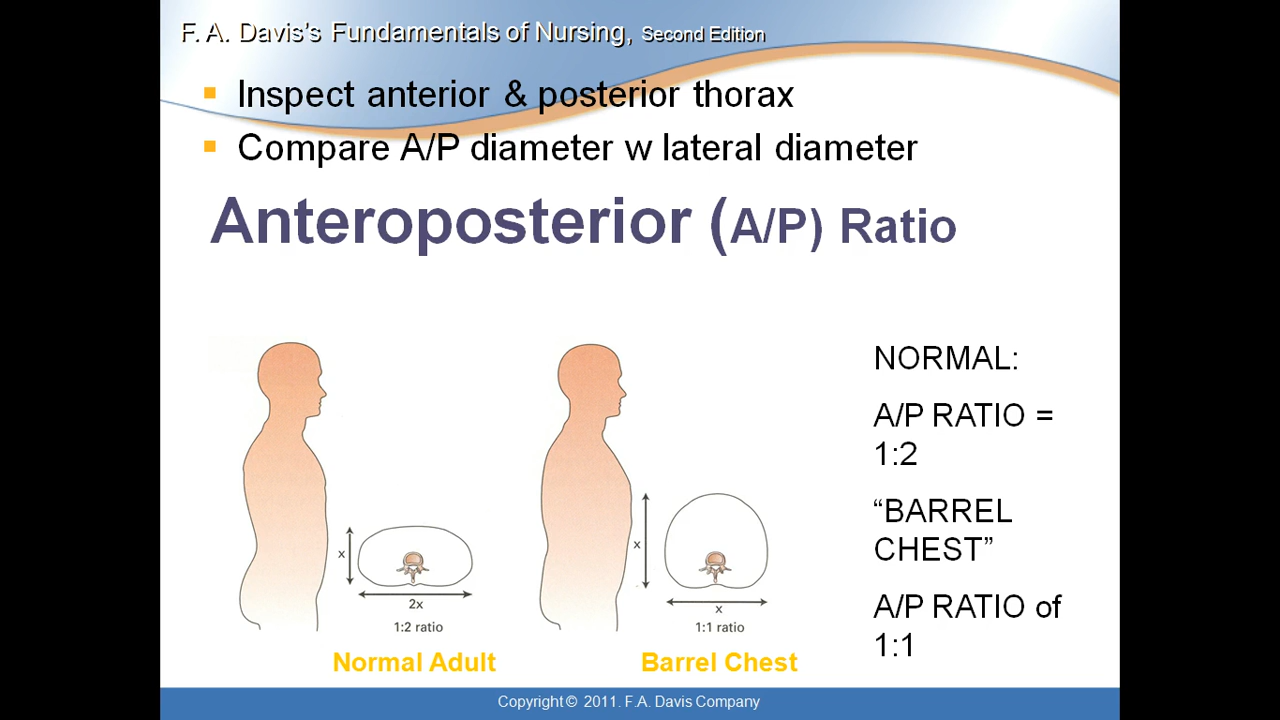 F. A. Davis's Fundamentals of Nursing, Second Edition
Inspect anterior & posterior thorax
Compare A/P diameter w lateral diameter
Anteroposterior (A/P) Ratio
x
2x
1:2 ratio
Normal Adult
x
x
1:1 ratio
Barrel Chest
NORMAL:
A/P RATIO =
1:2
“BARREL
CHEST”
A/P RATIO of
1:1
Copyright © 2011. F.A. Davis Company